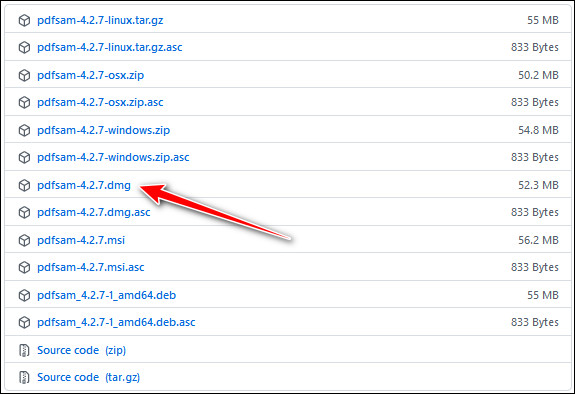 pdfsam-4.2.7-linux.tar.gz 55 MB
pdfsam-4.2.7-linux.tar.gz.asc 833 Bytes
pdfsam-4.2.7-osx.zip 50.2 MB
pdfsam-4.2.7-osx.zip.asc 833 Bytes
pdfsam-4.2.7-windows.zip 54.8 MB
pdfsam-4.2.7-windows.zip.asc 833 Bytes
pdfsam-4.2.7.dmg 52.3 MB
pdfsam-4.2.7.dmg.asc 833 Bytes
pdfsam-4.2.7.msi 56.2 MB
pdfsam-4.2.7.msi.asc 833 Bytes
pdfsam_4.2.7-1_amd64.deb 55 MB
pdfsam_4.2.7-1_amd64.deb.asc 833 Bytes
Source code (zip)
Source code (tar.gz)